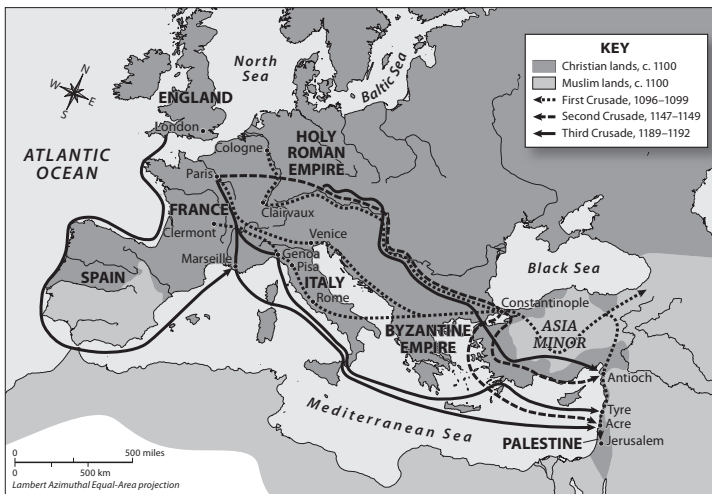 KEY
Christian lands, c. 1100
Muslim lands, c. 1100
First Crusade, 1096–1099
Second Crusade, 1147–1149
Third Crusade, 1189–1192
N
W
E
S
North
Sea
Baltic Sea
ENGLAND
London
ATLANTIC
OCEAN
Cologne
HOLY
ROMAN
EMPIRE
Paris
FRANCE
Clairvaux
Clermont
Venice
Marseille
Genoa
Pisa
ITALY
Rome
SPAIN
Black Sea
Constantinople
ASIA
MINOR
BYZANTINE
EMPIRE
Antioch
Mediterranean Sea
Tyre
Acre
PALESTINE
Jerusalem
0 500 miles
0 500 km
Lambert Azimuthal Equal-Area projection